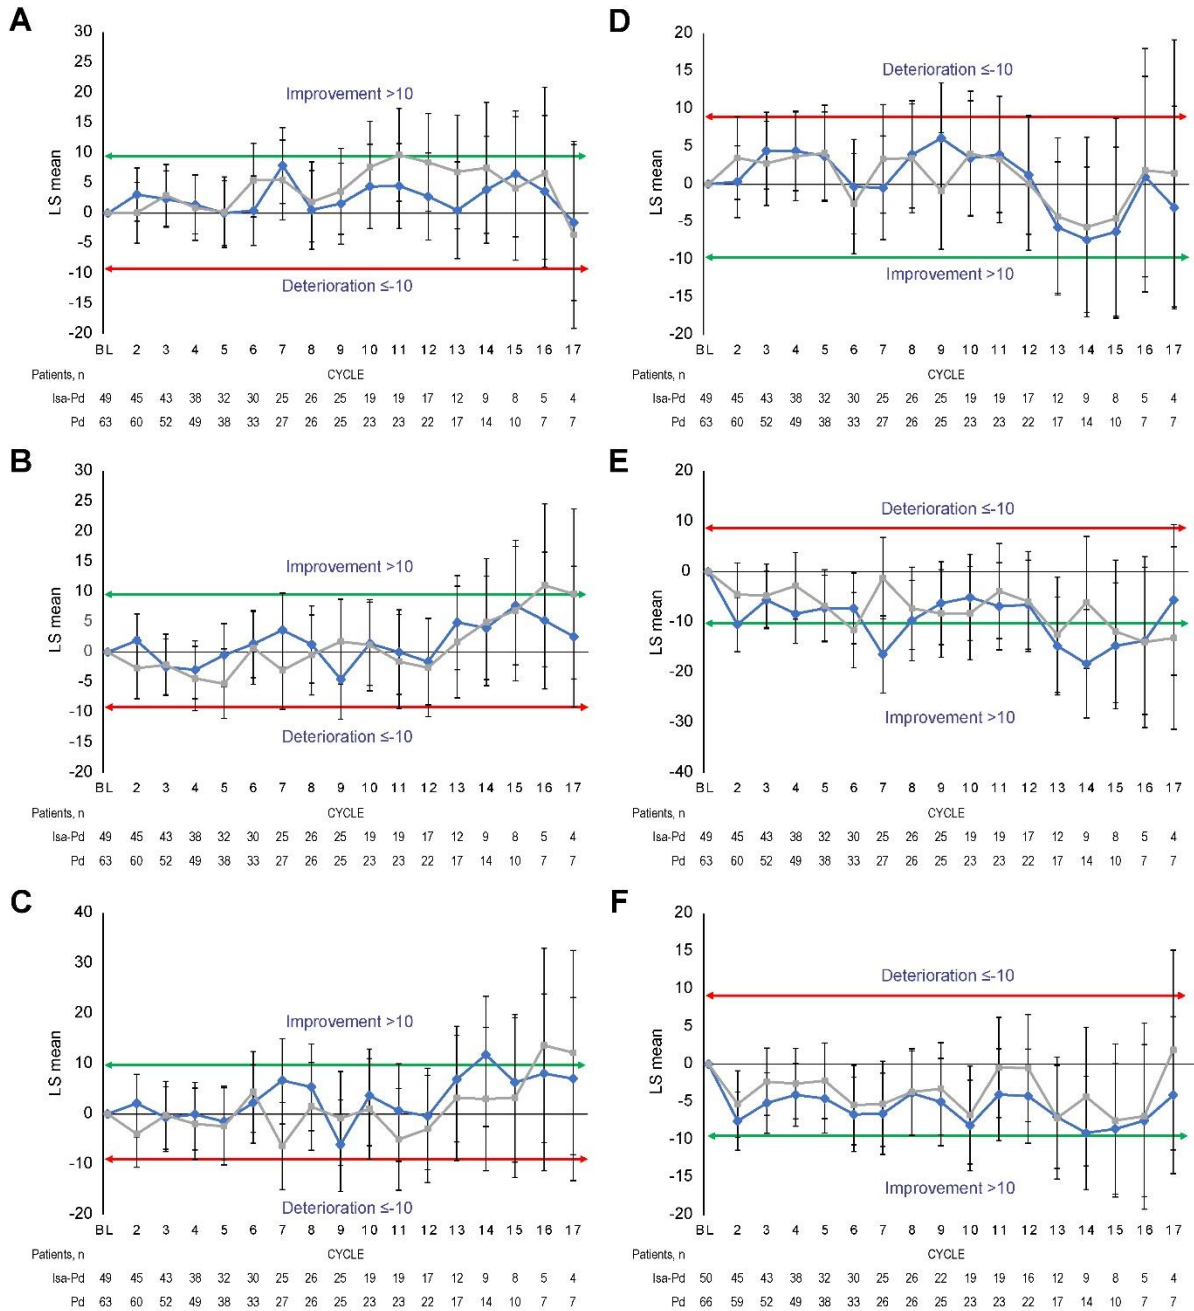 A
30
25
20
15
10
5
0
-5
-10
-15
-20
LS mean
Improvement >10
Deterioration ≤-10
BL 2 3 4 5 6 7 8 9 10 11 12 13 14 15 16 17
Patients, n CYCLE
Isa-Pd 49 45 43 38 32 30 25 26 25 19 19 17 12 9 8 5 4
Pd 63 60 52 49 38 33 27 26 25 23 23 22 17 14 10 7 7
D
20
15
10
5
0
-5
-10
-15
-20
LS mean
Deterioration ≤-10
Improvement >10
BL 2 3 4 5 6 7 8 9 10 11 12 13 14 15 16 17
Patients, n CYCLE
Isa-Pd 49 45 43 38 32 30 25 26 25 19 19 17 12 9 8 5 4
Pd 63 60 52 49 38 33 27 26 25 23 23 22 17 14 10 7 7
B
30
25
20
15
10
5
0
-5
-10
-15
-20
LS mean
Improvement >10
Deterioration ≤-10
BL 2 3 4 5 6 7 8 9 10 11 12 13 14 15 16 17
Patients, n CYCLE
Isa-Pd 49 45 43 38 32 30 25 26 25 19 19 17 12 9 8 5 4
Pd 63 60 52 49 38 33 27 26 25 23 23 22 17 14 10 7 7
E
20
10
0
-10
-20
-30
-40
LS mean
Deterioration ≤-10
Improvement >10
BL 2 3 4 5 6 7 8 9 10 11 12 13 14 15 16 17
Patients, n CYCLE
Isa-Pd 49 45 43 38 32 30 25 26 25 19 19 17 12 9 8 5 4
Pd 63 60 52 49 38 33 27 26 25 23 23 22 17 14 10 7 7
C
40
30
20
10
0
-10
-20
LS mean
Improvement >10
Deterioration ≤-10
BL 2 3 4 5 6 7 8 9 10 11 12 13 14 15 16 17
Patients, n CYCLE
Isa-Pd 49 45 43 38 32 30 25 26 25 19 19 17 12 9 8 5 4
Pd 63 60 52 49 38 33 27 26 25 23 23 22 17 14 10 7 7
F
20
15
10
5
0
-5
-10
-15
-20
LS mean
Deterioration ≤-10
Improvement >10
BL 2 3 4 5 6 7 8 9 10 11 12 13 14 15 16 17
Patients, n CYCLE
Isa-Pd 50 45 43 38 32 30 25 26 22 19 19 16 12 9 8 5 4
Pd 66 59 52 49 38 33 27 26 25 23 23 22 17 14 10 7 7